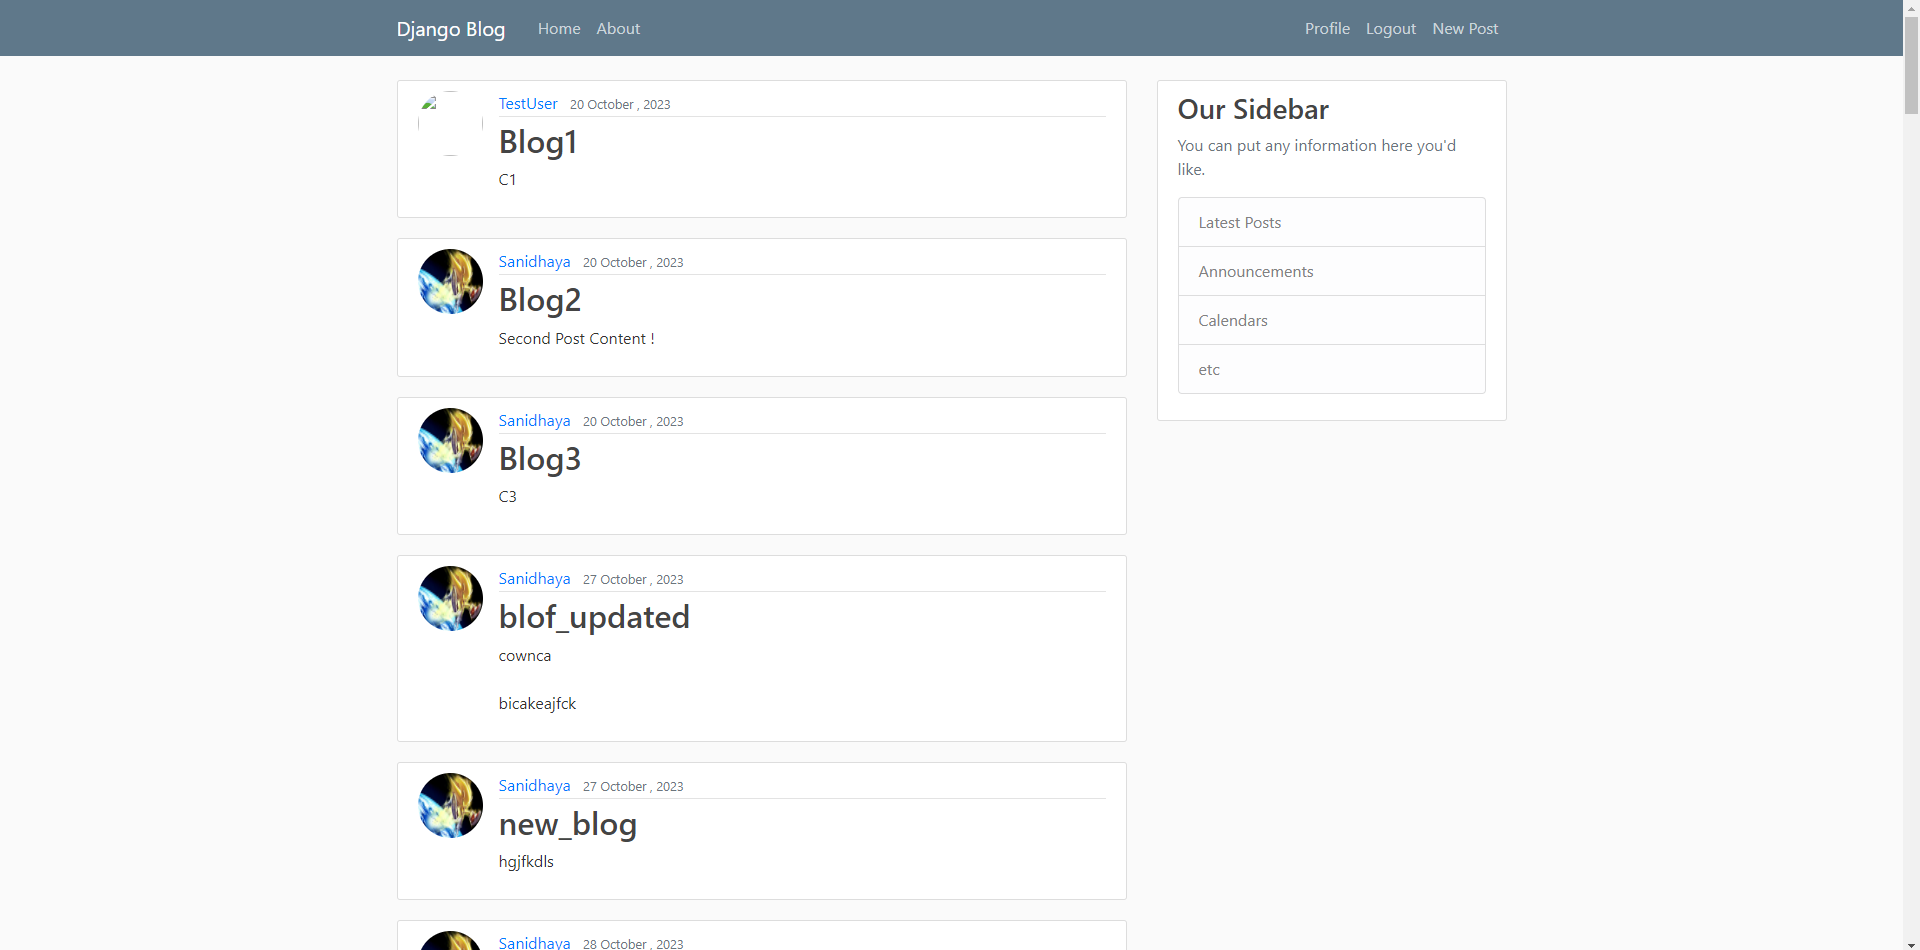 Django Blog Home About Profile Logout New Post
TestUser 20 October , 2023
Blog1
C1
Sanidhaya 20 October , 2023
Blog2
Second Post Content !
Sanidhaya 20 October , 2023
Blog3
C3
Sanidhaya 27 October , 2023
blof_updated
cownca
bicakeajfck
Sanidhaya 27 October , 2023
new_blog
hgjfkdls
Sanidhaya 28 October , 2023
Our Sidebar
You can put any information here you'd
like.
Latest Posts
Announcements
Calendars
etc